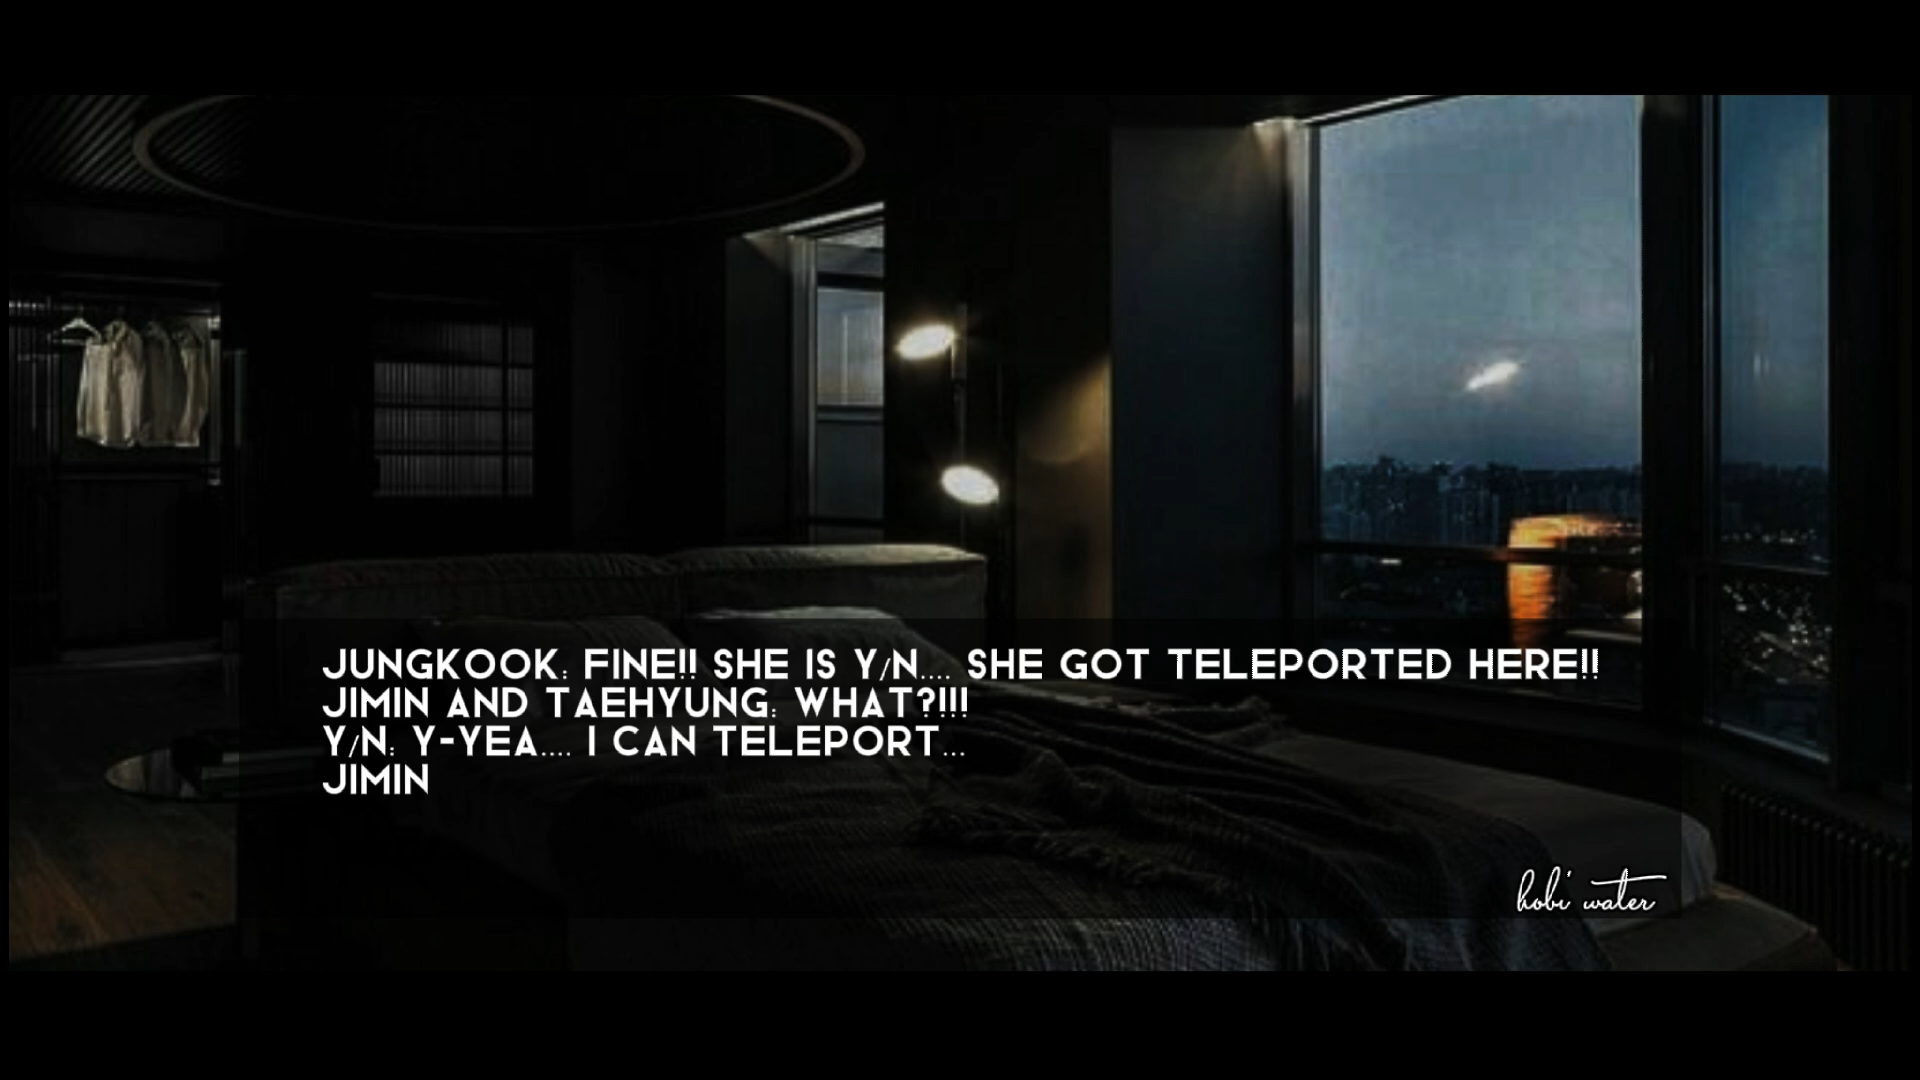 JUNGKOOK: FINE!! SHE IS Y/N.... SHE GOT TELEPORTED HERE!!
JIMIN AND TAEHYUNG: WHAT?!!!
Y/N: Y-YEA.... I CAN TELEPORT...
JIMIN
hobi water